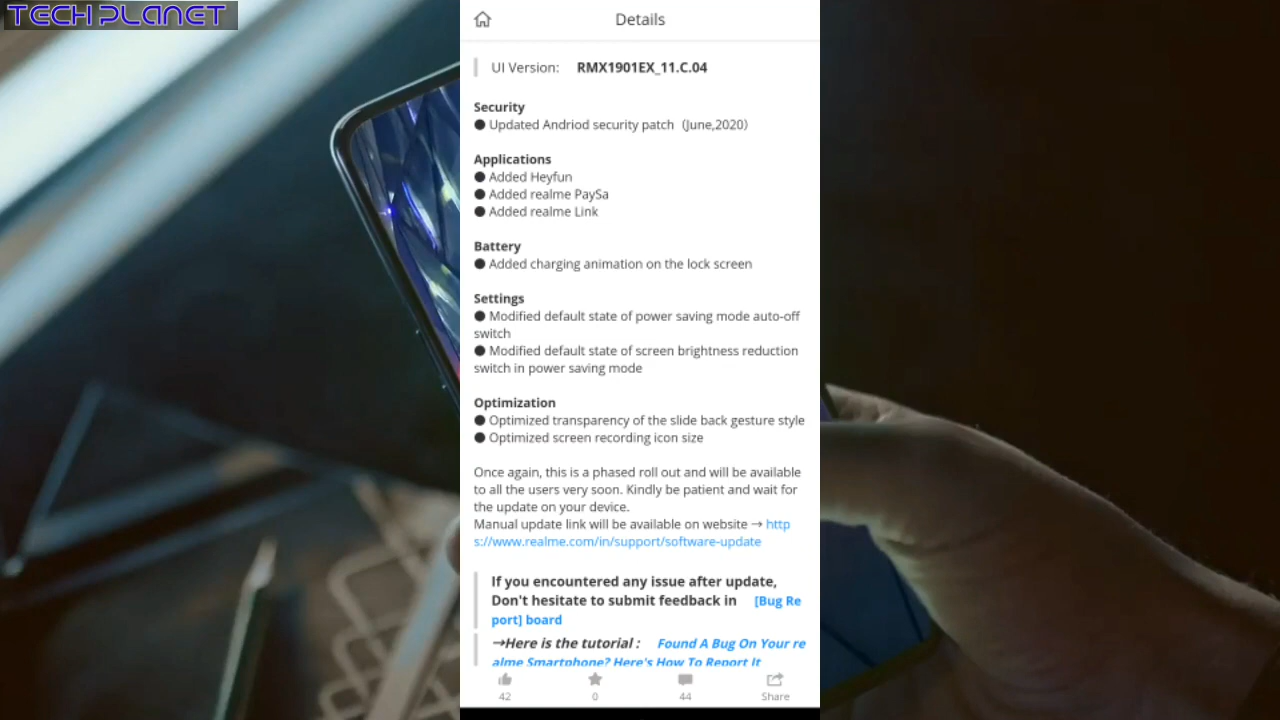 TECH PLANET
Details
UI Version: RMX1901EX_11.C.04
Security
● Updated Andriod security patch（June,2020）
Applications
● Added Heyfun
● Added realme PaySa
● Added realme Link
Battery
● Added charging animation on the lock screen
Settings
● Modified default state of power saving mode auto-off
switch
● Modified default state of screen brightness reduction
switch in power saving mode
Optimization
● Optimized transparency of the slide back gesture style
● Optimized screen recording icon size
Once again, this is a phased roll out and will be available
to all the users very soon. Kindly be patient and wait for
the update on your device.
Manual update link will be available on website → http
s://www.realme.com/in/support/software-update
If you encountered any issue after update,
Don't hesitate to submit feedback in [Bug Re
port] board
→Here is the tutorial : Found A Bug On Your re
alme Smartphone? Here's How To Report It
42 0 44 Share